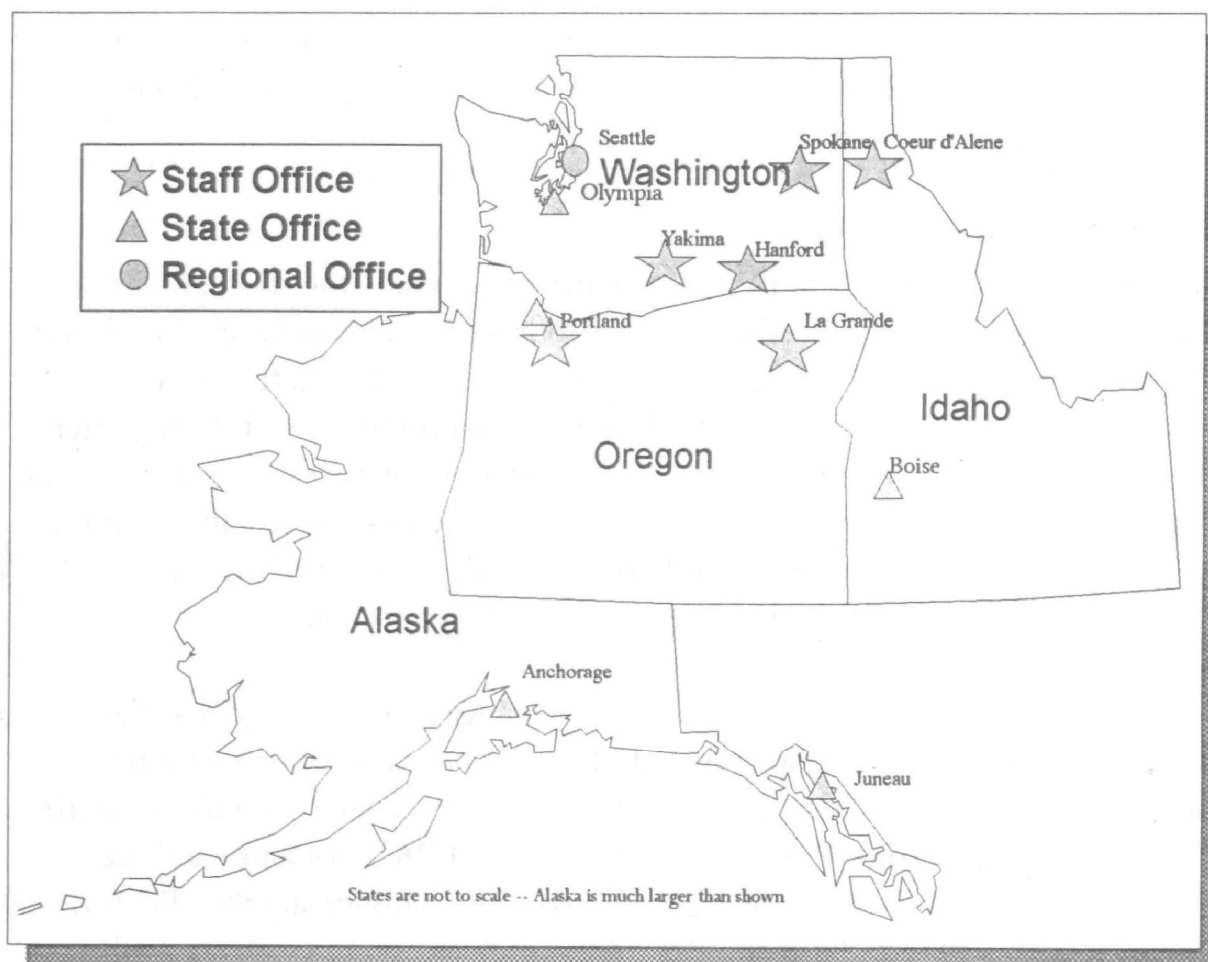 Seattle
Spokane Coeur d'Alene
Washington
Olympia
Staff Office
State Office
Regional Office
Yakima
Hanford
Portland
La Grande
Idaho
Oregon
Boise
Alaska
Anchorage
Juneau
States are not to scale -- Alaska is much larger than shown